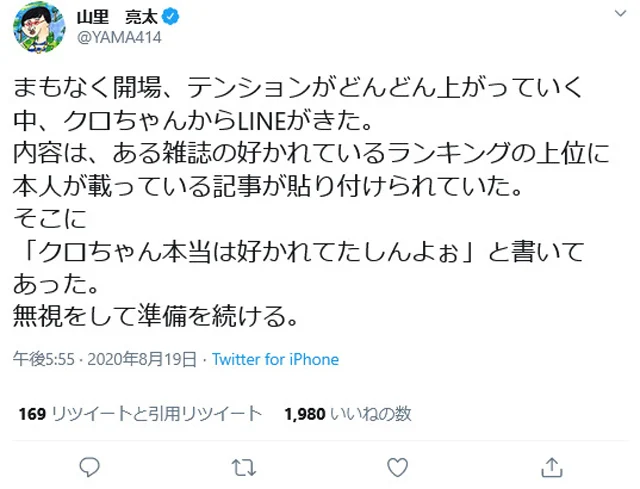 山里 亮太
@YAMA414
まもなく開場、テンションがどんどん上がっていく
中、クロちゃんからLINEがきた。
内容は、ある雑誌の好かれているランキングの上位に
本人が載っている記事が貼り付けられていた。
そこに
「クロちゃん本当は好かれてたしんよぉ」と書いて
あった。
無視をして準備を続ける。
午後5:55 · 2020年8月19日 · Twitter for iPhone
169 リツイートと引用リツイート 1,980 いいねの数